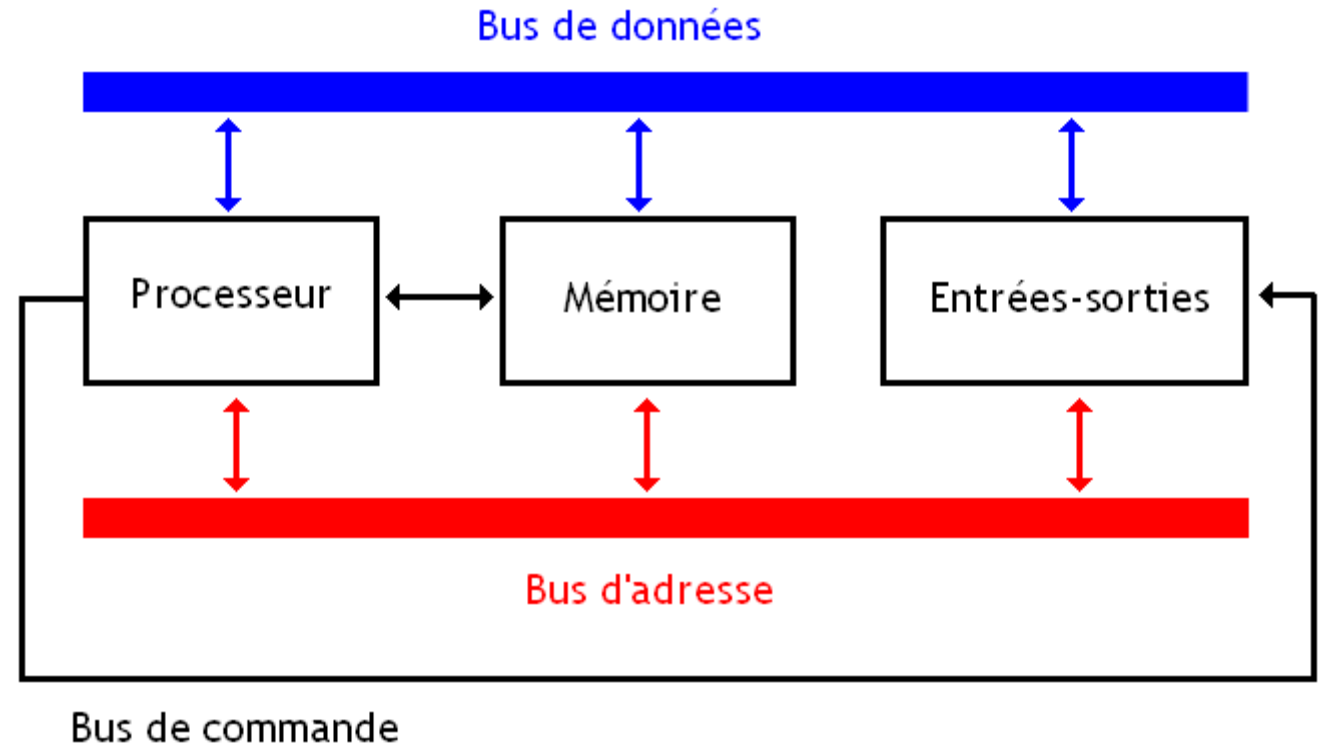 Bus de données
Processeur
Mémoire
Entrées-sorties
Bus d'adresse
Bus de commande